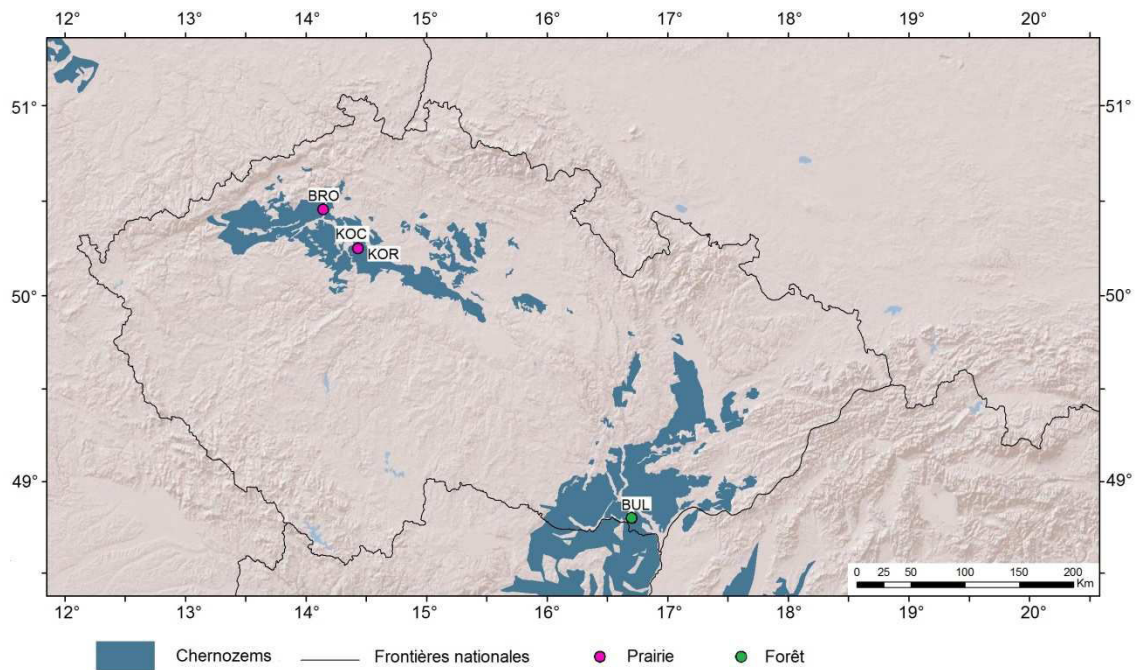 12° 13° 14° 15° 16° 17° 18° 19° 20°
51° 51°
BRO
KOC
KOR
50° 50°
49° 49°
BUL
0 25 50 100 150 200
Km
12° 13° 14° 15° 16° 17° 18° 19° 20°
Chernozems Frontières nationales Prairie Forêt